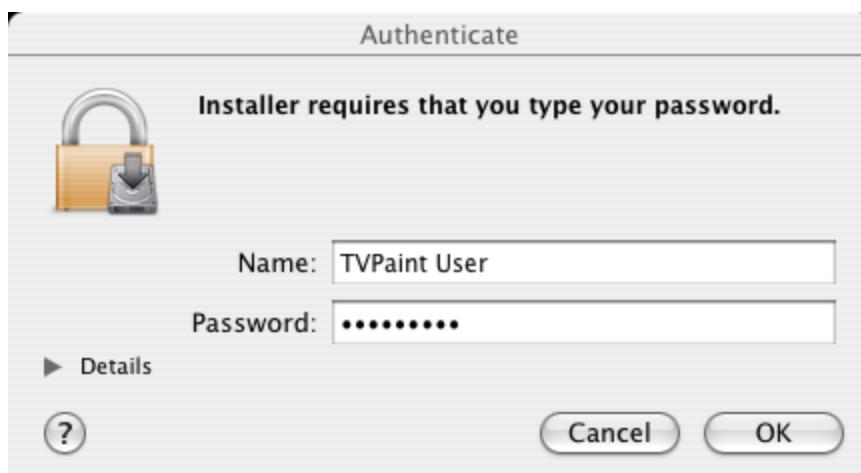 Authenticate
Installer requires that you type your password.
Name: TVPaint User
Password: •••••••••
Details
? Cancel OK